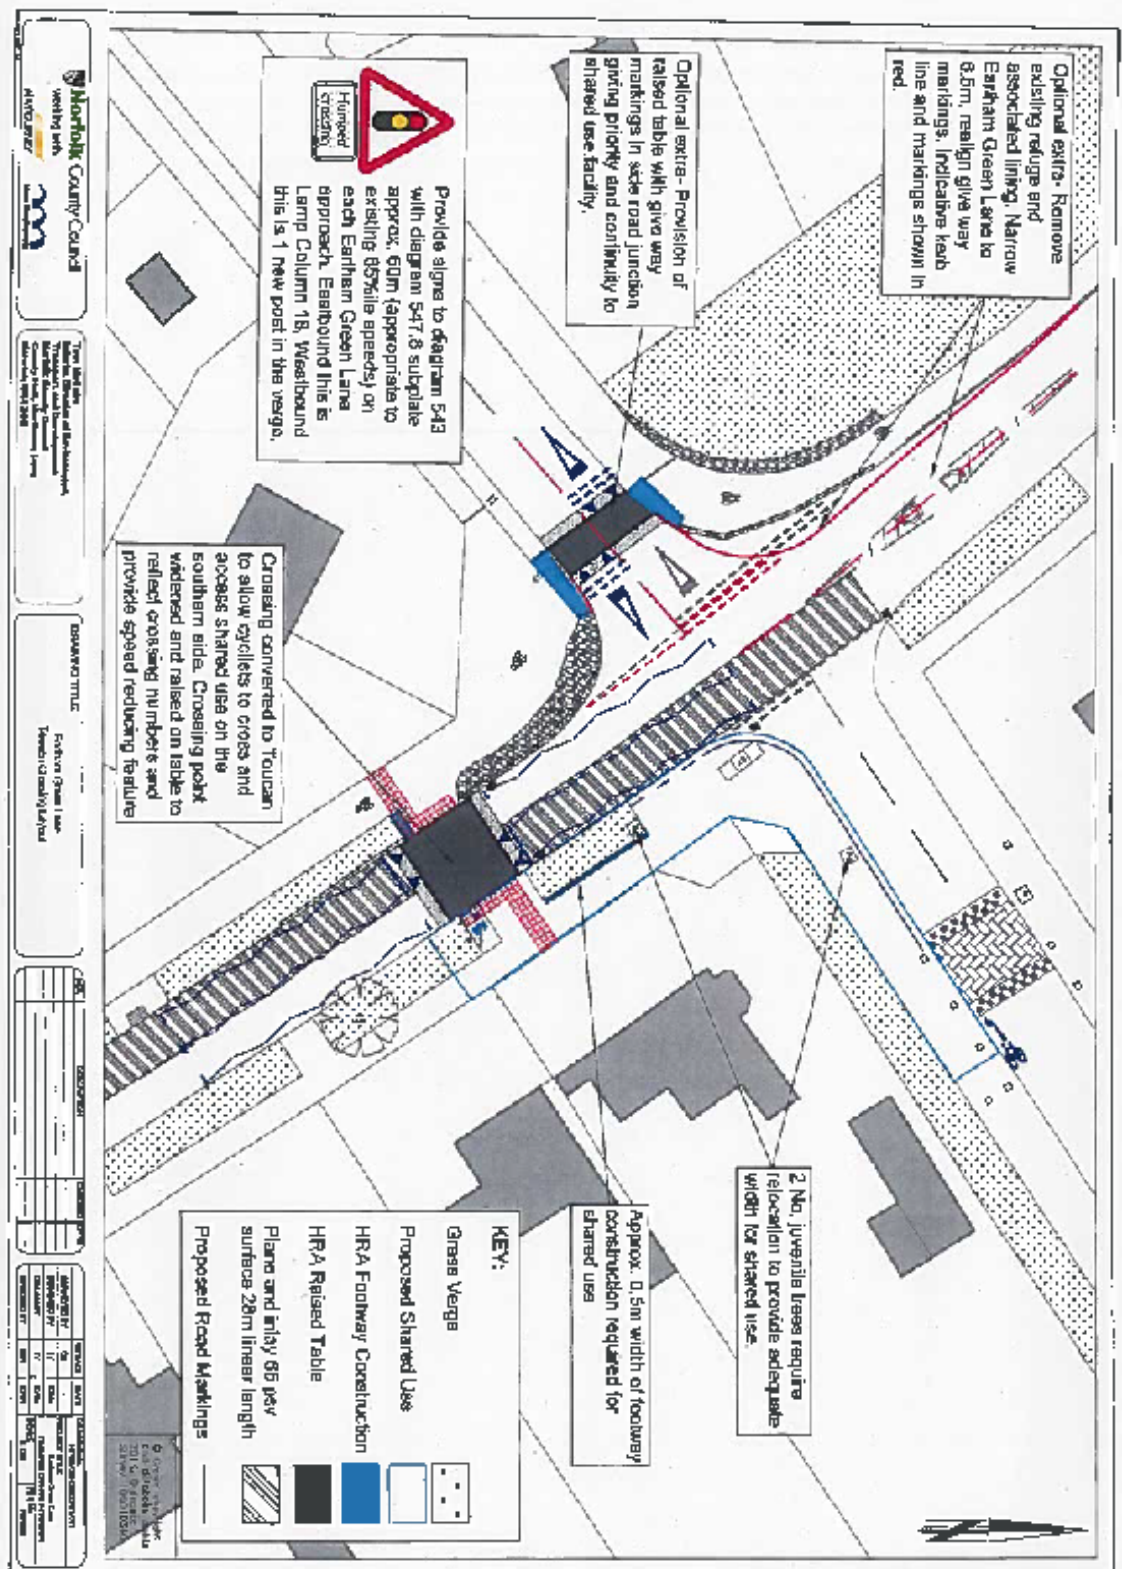 Optional extra- Remove
existing refuge and
associated lining. Narrow
Earlham Green Lane to
6.5m, realign give way
markings. Indicative kerb
line and markings shown in
red.
Optional extra- Provision of
raised table with give way
markings in side road junction
giving priority and continuity to
shared use facility.
Humped
crossing
Provide signs to diagram 543
with diagram 547.8 subplate
approx. 60m (appropriate to
existing 85%ile speeds) on
each Earlham Green Lane
approach. Eastbound this is
Lamp Column 18, Westbound
this is 1 new post in the verge.
Crossing converted to Toucan
to allow cyclists to cross and
access shared use on the
southern side. Crossing point
widened and raised on table to
reflect crossing numbers and
provide speed reducing feature
2 No. juvenile trees require
relocation to provide adequate
width for shared use.
Approx. 0.5m width of footway
construction required for
shared use
KEY:
Grass Verge
Proposed Shared Use
HRA Footway Construction
HRA Raised Table
Plane and inlay 65 psv
surface 28m linear length
Proposed Road Markings
Norfolk County Council
working with
DRAWING TITLE
Earlham Green Lane
Toucan Crossing Layout